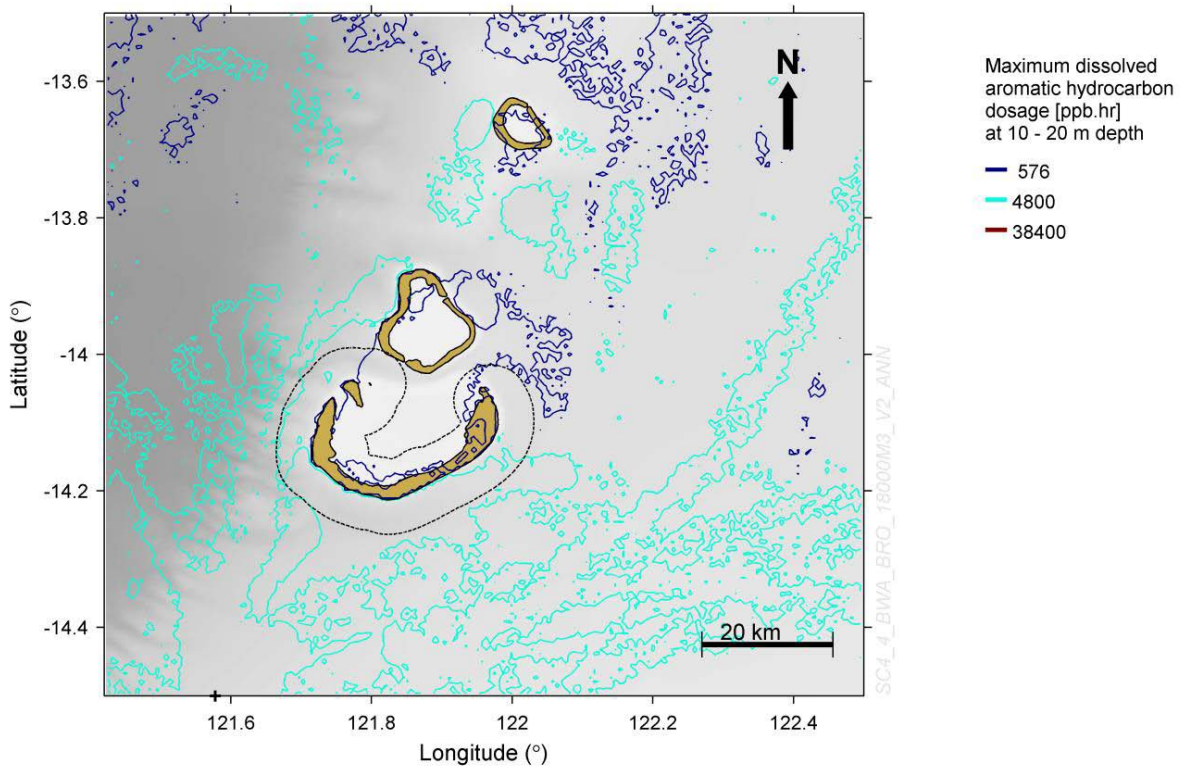 -13.6
-13.8
-14
-14.2
-14.4
Latitude (°)
N
20 km
121.6
121.8
122
122.2
122.4
Longitude (°)
SC4_4_BWA_BRO_18000M3_V2_ANN
Maximum dissolved
aromatic hydrocarbon
dosage [ppb.hr]
at 10 - 20 m depth
576
4800
38400